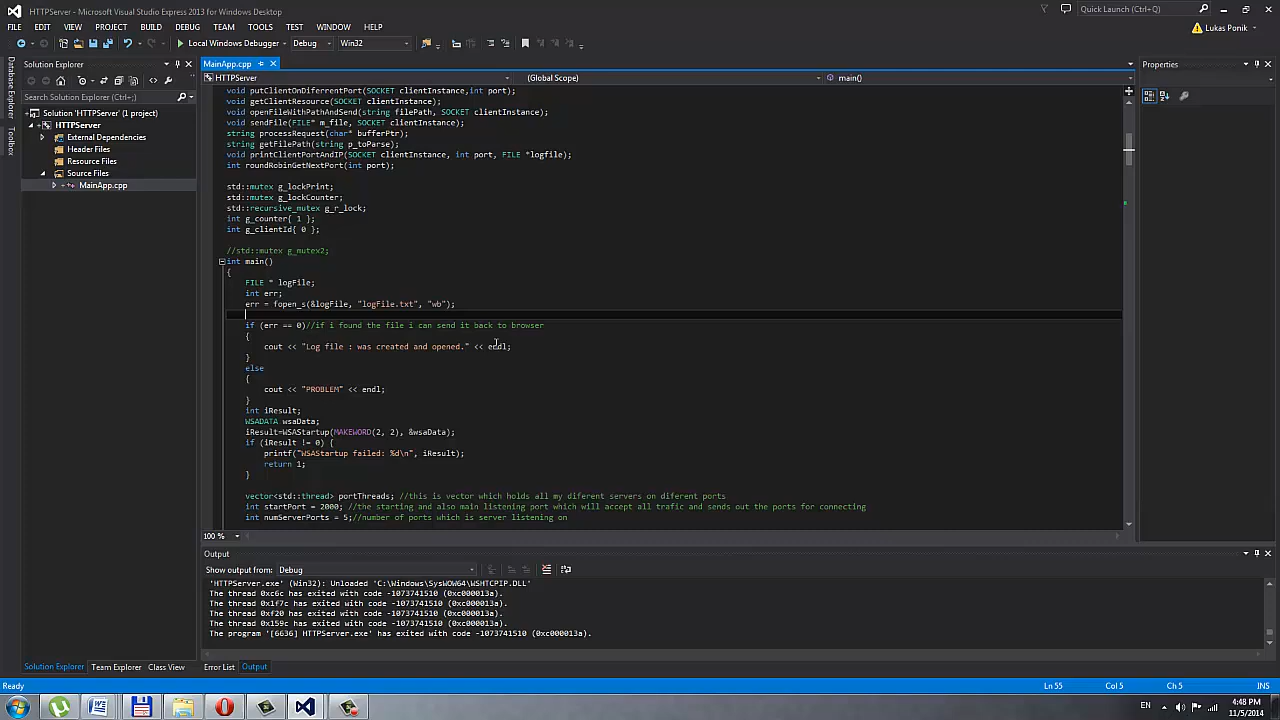 HTTPServer - Microsoft Visual Studio Express 2013 for Windows Desktop
Quick Launch (Ctrl+Q)
FILE EDIT VIEW PROJECT BUILD DEBUG TEAM TOOLS TEST WINDOW HELP
Lukas Ponik
Local Windows Debugger Debug Win32
Database Explorer
Toolbox
Solution Explorer
Search Solution Explorer (Ctrl+;)
Solution 'HTTPServer' (1 project)
HTTPServer
External Dependencies
Header Files
Resource Files
Source Files
MainApp.cpp
Solution Explorer Team Explorer Class View
MainApp.cpp
HTTPServer (Global Scope) main()
void putClientOnDiferrentPort(SOCKET clientInstance,int port);
void getClientResource(SOCKET clientInstance);
void openFileWithPathAndSend(string filePath, SOCKET clientInstance);
void sendFile(FILE* m_file, SOCKET clientInstance);
string processRequest(char* bufferPtr);
string getFilePath(string p_toParse);
void printClientPortAndIP(SOCKET clientInstance, int port, FILE *logfile);
int roundRobinGetNextPort(int port);
std::mutex g_lockPrint;
std::mutex g_lockCounter;
std::recursive_mutex g_r_lock;
int g_counter{ 1 };
int g_clientId{ 0 };
//std::mutex g_mutex2;
int main()
{
FILE * logFile;
int err;
err = fopen_s(&logFile, "logFile.txt", "wb");
if (err == 0)//if i found the file i can send it back to browser
{
cout << "Log file : was created and opened." << endl;
}
else
{
cout << "PROBLEM" << endl;
}
int iResult;
WSADATA wsaData;
iResult=WSAStartup(MAKEWORD(2, 2), &wsaData);
if (iResult != 0) {
printf("WSAStartup failed: %d\n", iResult);
return 1;
}
vector<std::thread> portThreads; //this is vector which holds all my diferent servers on diferent ports
int startPort = 2000; //the starting and also main listening port which will accept all trafic and sends out the ports for connecting
int numServerPorts = 5;//number of ports which is server listening on
100 %
Properties
Output
Show output from: Debug
'HTTPServer.exe' (Win32): Unloaded 'C:\Windows\SysWOW64\WSHTCPIP.DLL'
The thread 0xc6c has exited with code -1073741510 (0xc000013a).
The thread 0x1f7c has exited with code -1073741510 (0xc000013a).
The thread 0xf20 has exited with code -1073741510 (0xc000013a).
The thread 0x159c has exited with code -1073741510 (0xc000013a).
The program '[6636] HTTPServer.exe' has exited with code -1073741510 (0xc000013a).
Error List Output
Ready Ln 55 Col 5 Ch 5 INS
EN
4:48 PM
11/5/2014